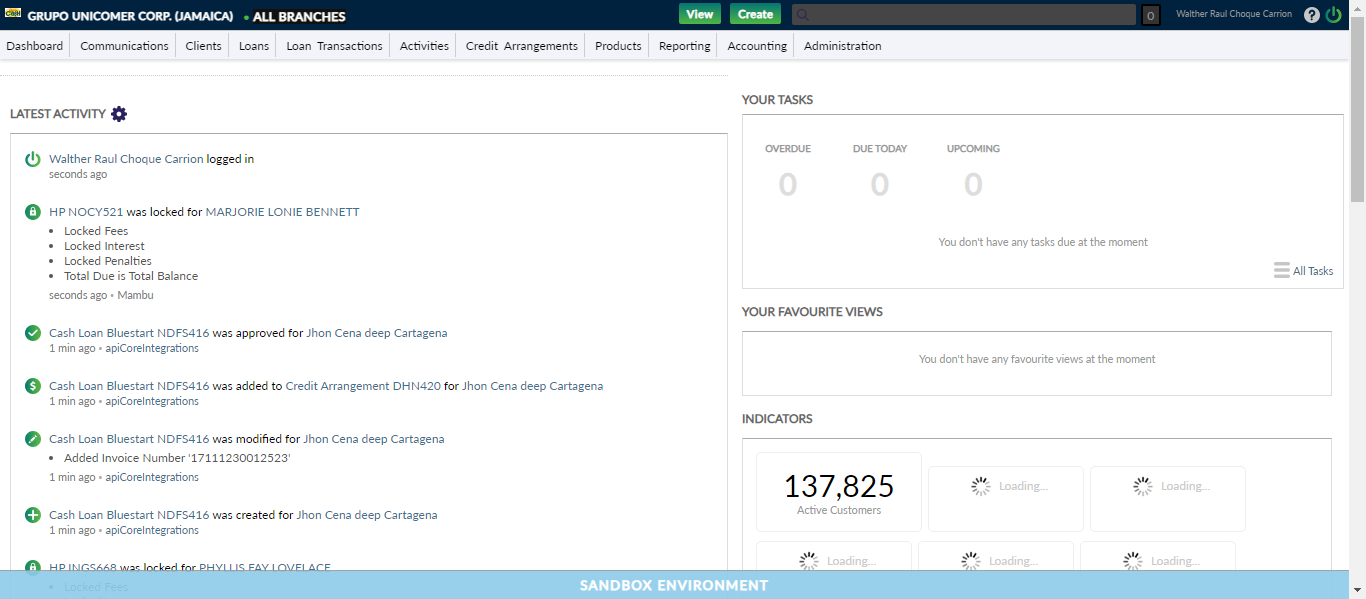 GRUPO UNICOMER CORP. (JAMAICA) • ALL BRANCHES View Create 0 Walther Raul Choque Carrion ?
Dashboard Communications Clients Loans Loan Transactions Activities Credit Arrangements Products Reporting Accounting Administration
LATEST ACTIVITY
Walther Raul Choque Carrion logged in
seconds ago
HP NOCY521 was locked for MARJORIE LONIE BENNETT
• Locked Fees
• Locked Interest
• Locked Penalties
• Total Due is Total Balance
seconds ago • Mambu
Cash Loan Bluestart NDFS416 was approved for Jhon Cena deep Cartagena
1 min ago • apiCoreIntegrations
Cash Loan Bluestart NDFS416 was added to Credit Arrangement DHN420 for Jhon Cena deep Cartagena
1 min ago • apiCoreIntegrations
Cash Loan Bluestart NDFS416 was modified for Jhon Cena deep Cartagena
• Added Invoice Number '17111230012523'
1 min ago • apiCoreIntegrations
Cash Loan Bluestart NDFS416 was created for Jhon Cena deep Cartagena
1 min ago • apiCoreIntegrations
HP INGS668 was locked for PHYLLIS FAY LOVELACE
• Locked Fees
YOUR TASKS
OVERDUE DUE TODAY UPCOMING
0 0 0
You don't have any tasks due at the moment
All Tasks
YOUR FAVOURITE VIEWS
You don't have any favourite views at the moment
INDICATORS
137,825
Active Customers
Loading... Loading...
Loading... Loading... Loading...
SANDBOX ENVIRONMENT